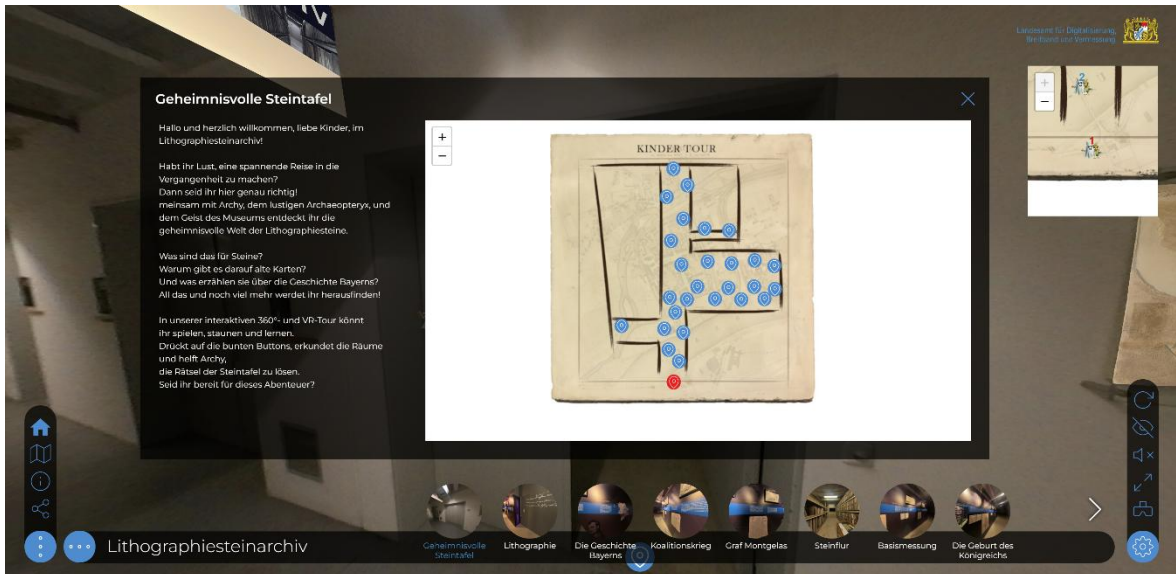 Landesamt für Digitalisierung,
Breitband und Vermessung
Geheimnisvolle Steintafel
Hallo und herzlich willkommen, liebe Kinder, im
Lithographiesteinarchiv!
Habt ihr Lust, eine spannende Reise in die
Vergangenheit zu machen?
Dann seid ihr hier genau richtig!
meinsam mit Archy, dem lustigen Archaeopteryx, und
dem Geist des Museums entdeckt ihr die
geheimnisvolle Welt der Lithographiesteine.
Was sind das für Steine?
Warum gibt es darauf alte Karten?
Und was erzählen sie über die Geschichte Bayerns?
All das und noch viel mehr werdet ihr herausfinden!
In unserer interaktiven 360°- und VR-Tour könnt
ihr spielen, staunen und lernen.
Drückt auf die bunten Buttons, erkundet die Räume
und helft Archy,
die Rätsel der Steintafel zu lösen.
Seid ihr bereit für dieses Abenteuer?
+
−
KINDER TOUR
+
−
2
1
Lithographiesteinarchiv
Geheimnisvolle
Steintafel
Lithographie
Die Geschichte
Bayerns
Koalitionskrieg
Graf Montgelas
Steinflur
Basismessung
Die Geburt des
Königreichs